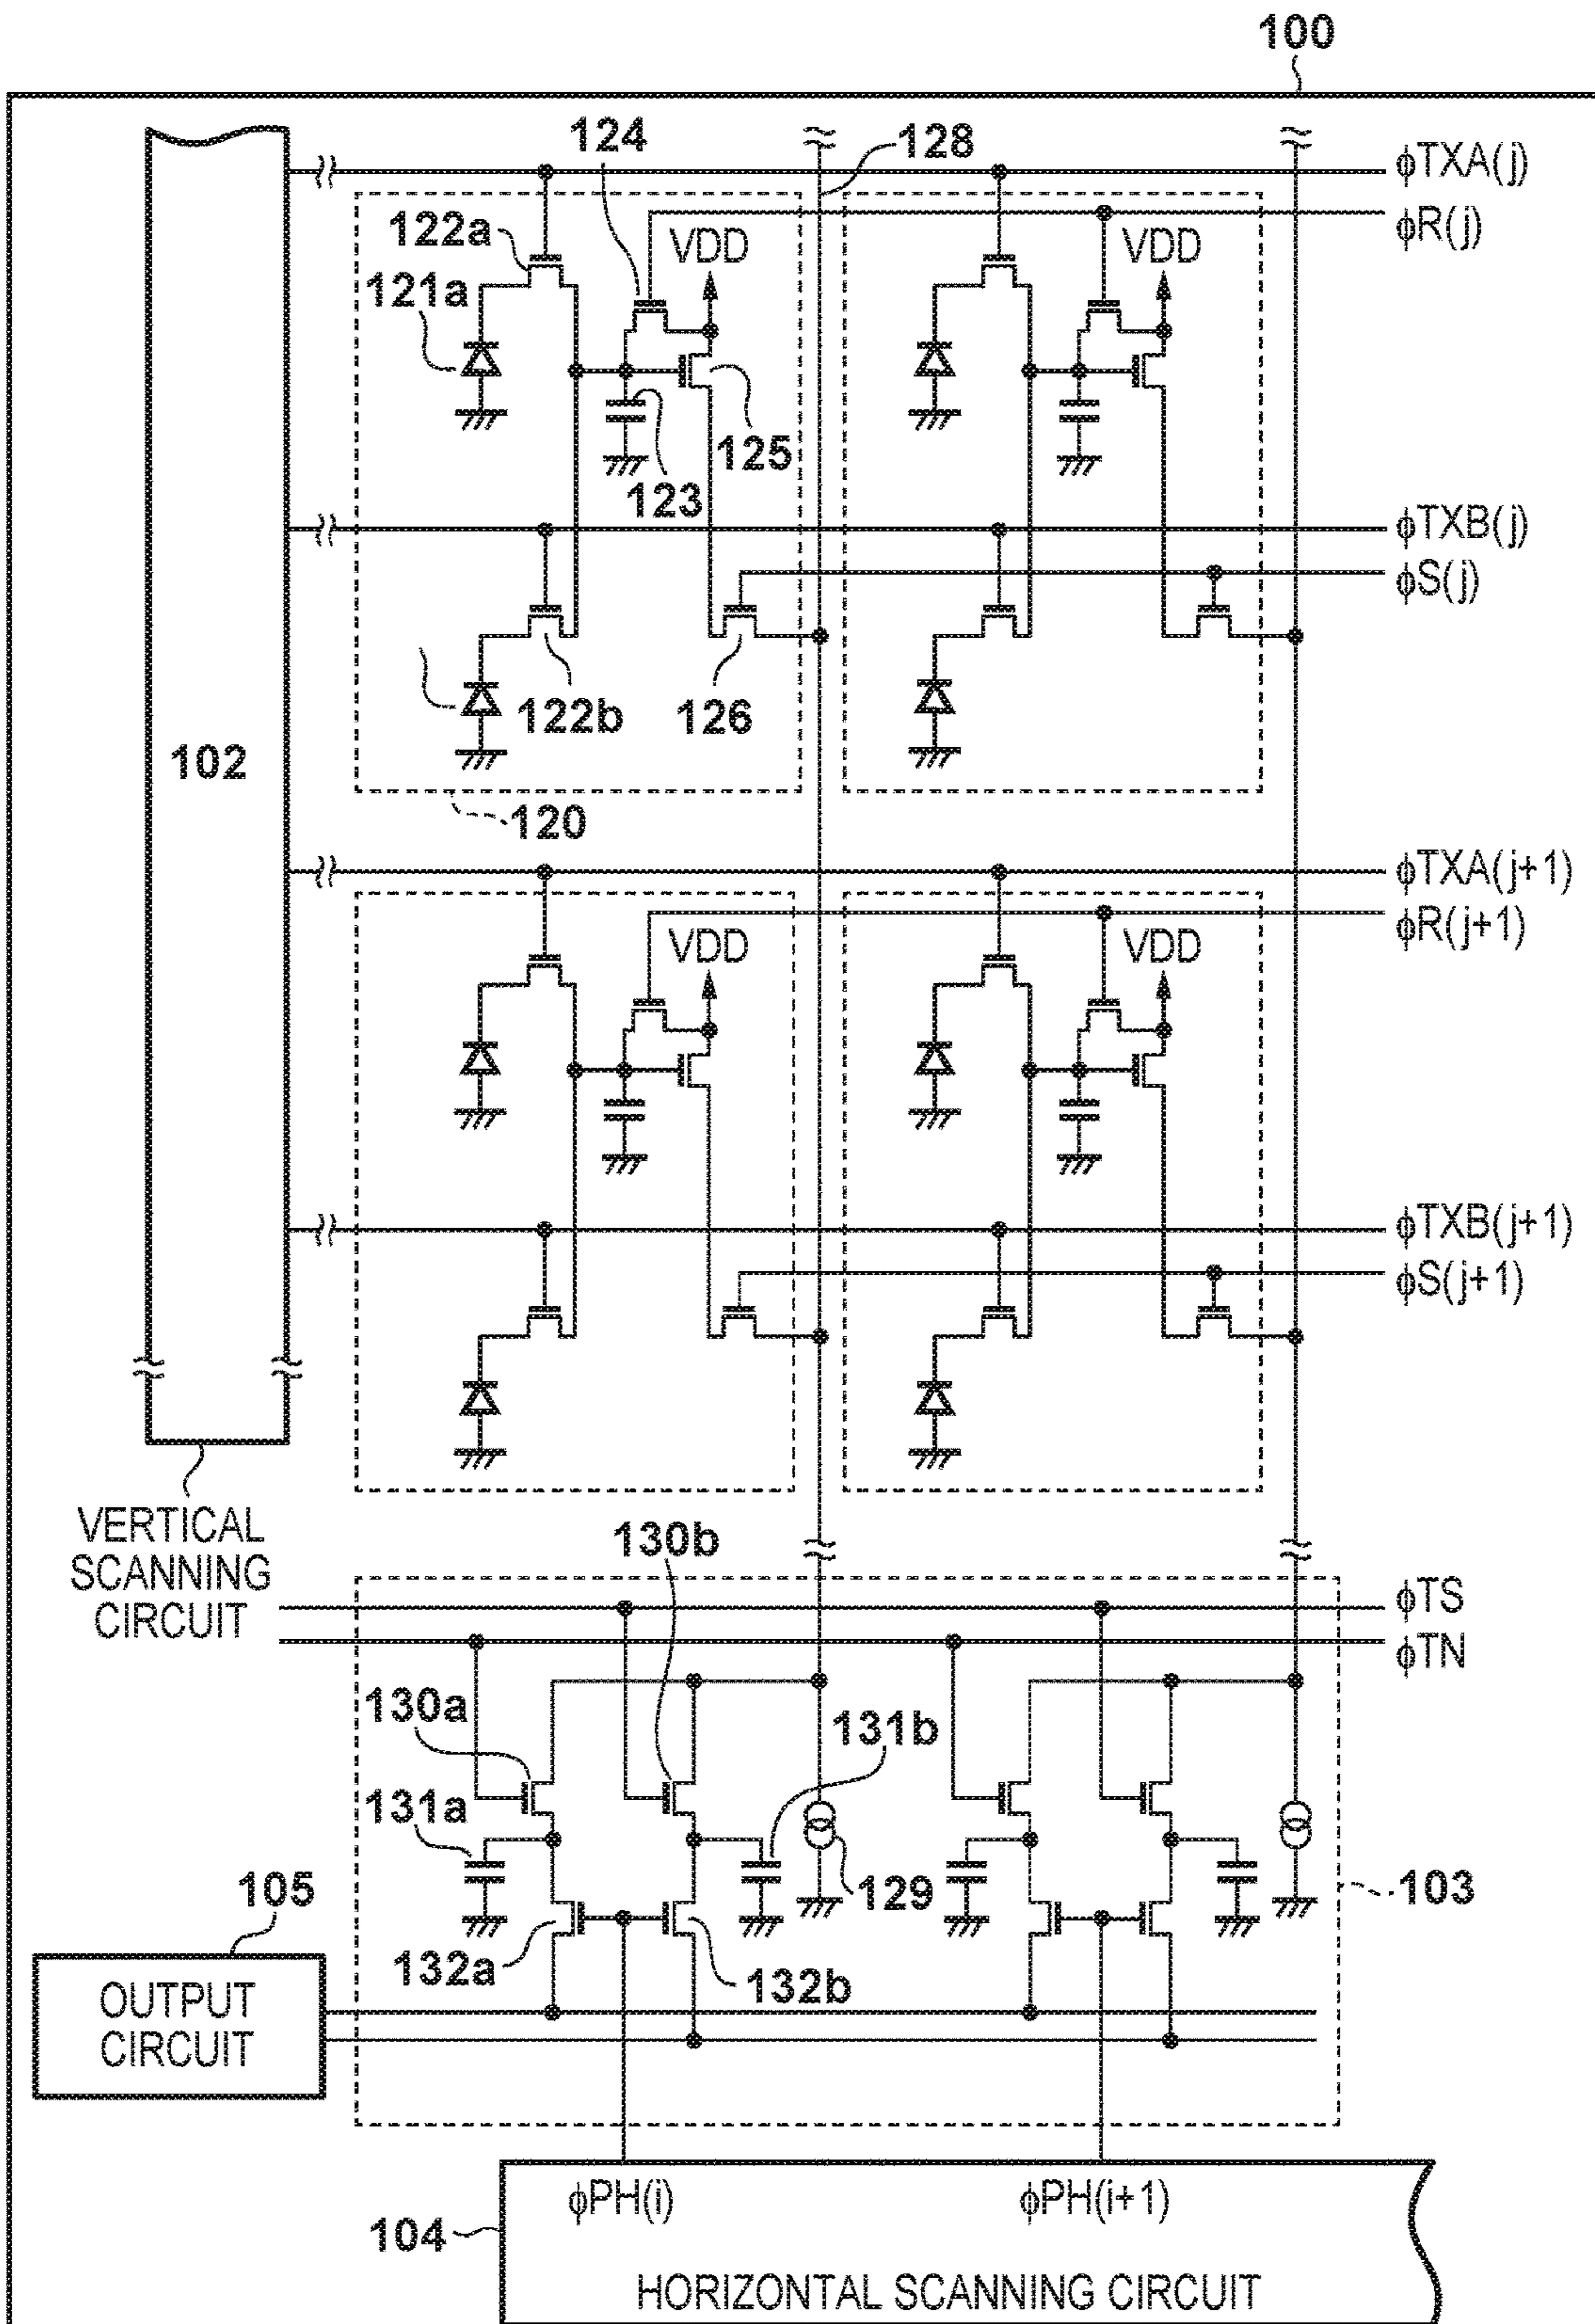 100
124
128
ϕTXA(j)
122a
VDD
VDD
ϕR(j)
121a
125
123
ϕTXB(j)
ϕS(j)
122b
126
102
120
ϕTXA(j+1)
ϕR(j+1)
VDD
VDD
ϕTXB(j+1)
ϕS(j+1)
VERTICAL
SCANNING
CIRCUIT
130b
ϕTS
ϕTN
130a
131b
131a
105
129
103
132a
132b
OUTPUT
CIRCUIT
ϕPH(i)
ϕPH(i+1)
104
HORIZONTAL SCANNING CIRCUIT